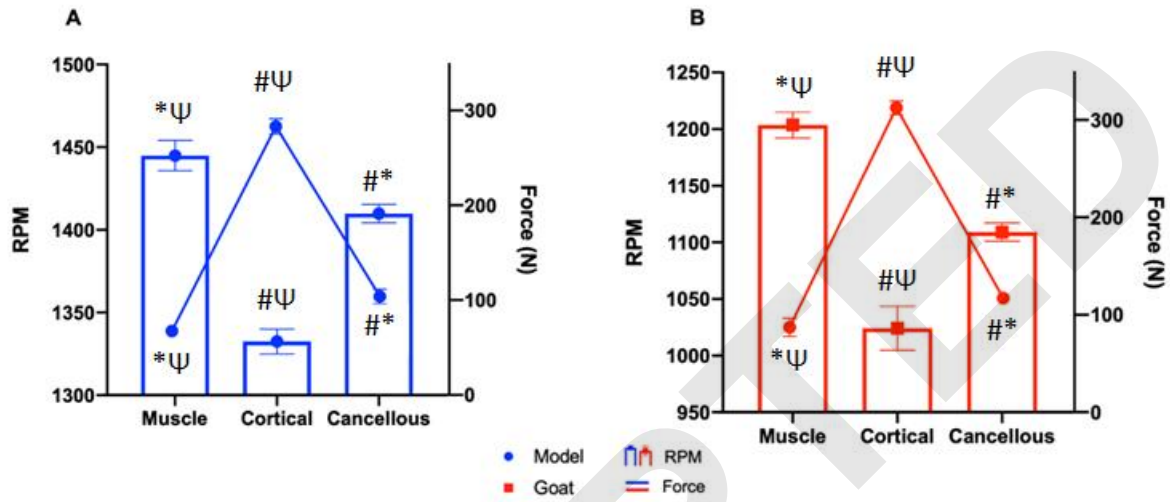 A
B
1500
1450
1400
1350
1300
RPM
*Ψ
#Ψ
#*
#Ψ
*Ψ
#*
300
200
100
0
Force (N)
Muscle
Cortical
Cancellous
1250
1200
1150
1100
1050
1000
950
RPM
*Ψ
#Ψ
#*
#Ψ
*Ψ
#*
300
200
100
0
Force (N)
Muscle
Cortical
Cancellous
Model
RPM
Goat
Force
PTED